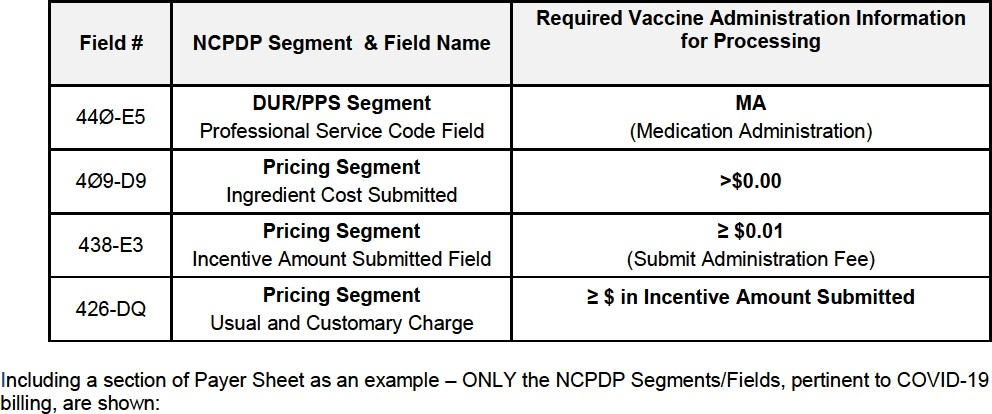 Field #
NCPDP Segment & Field Name
Required Vaccine Administration Information
for Processing
44Ø-E5
DUR/PPS Segment
Professional Service Code Field
MA
(Medication Administration)
4Ø9-D9
Pricing Segment
Ingredient Cost Submitted
>$0.00
438-E3
Pricing Segment
Incentive Amount Submitted Field
≥ $0.01
(Submit Administration Fee)
426-DQ
Pricing Segment
Usual and Customary Charge
≥ $ in Incentive Amount Submitted
Including a section of Payer Sheet as an example – ONLY the NCPDP Segments/Fields, pertinent to COVID-19
billing, are shown: